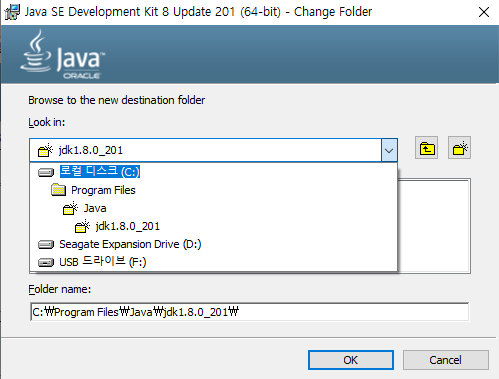 Java SE Development Kit 8 Update 201 (64-bit) - Change Folder
Java™
ORACLE
Browse to the new destination folder
Look in:
jdk1.8.0_201
로컬 디스크 (C:)
Program Files
Java
jdk1.8.0_201
Seagate Expansion Drive (D:)
USB 드라이브 (F:)
Folder name:
C:₩Program Files₩Java₩jdk1.8.0_201₩
OK
Cancel